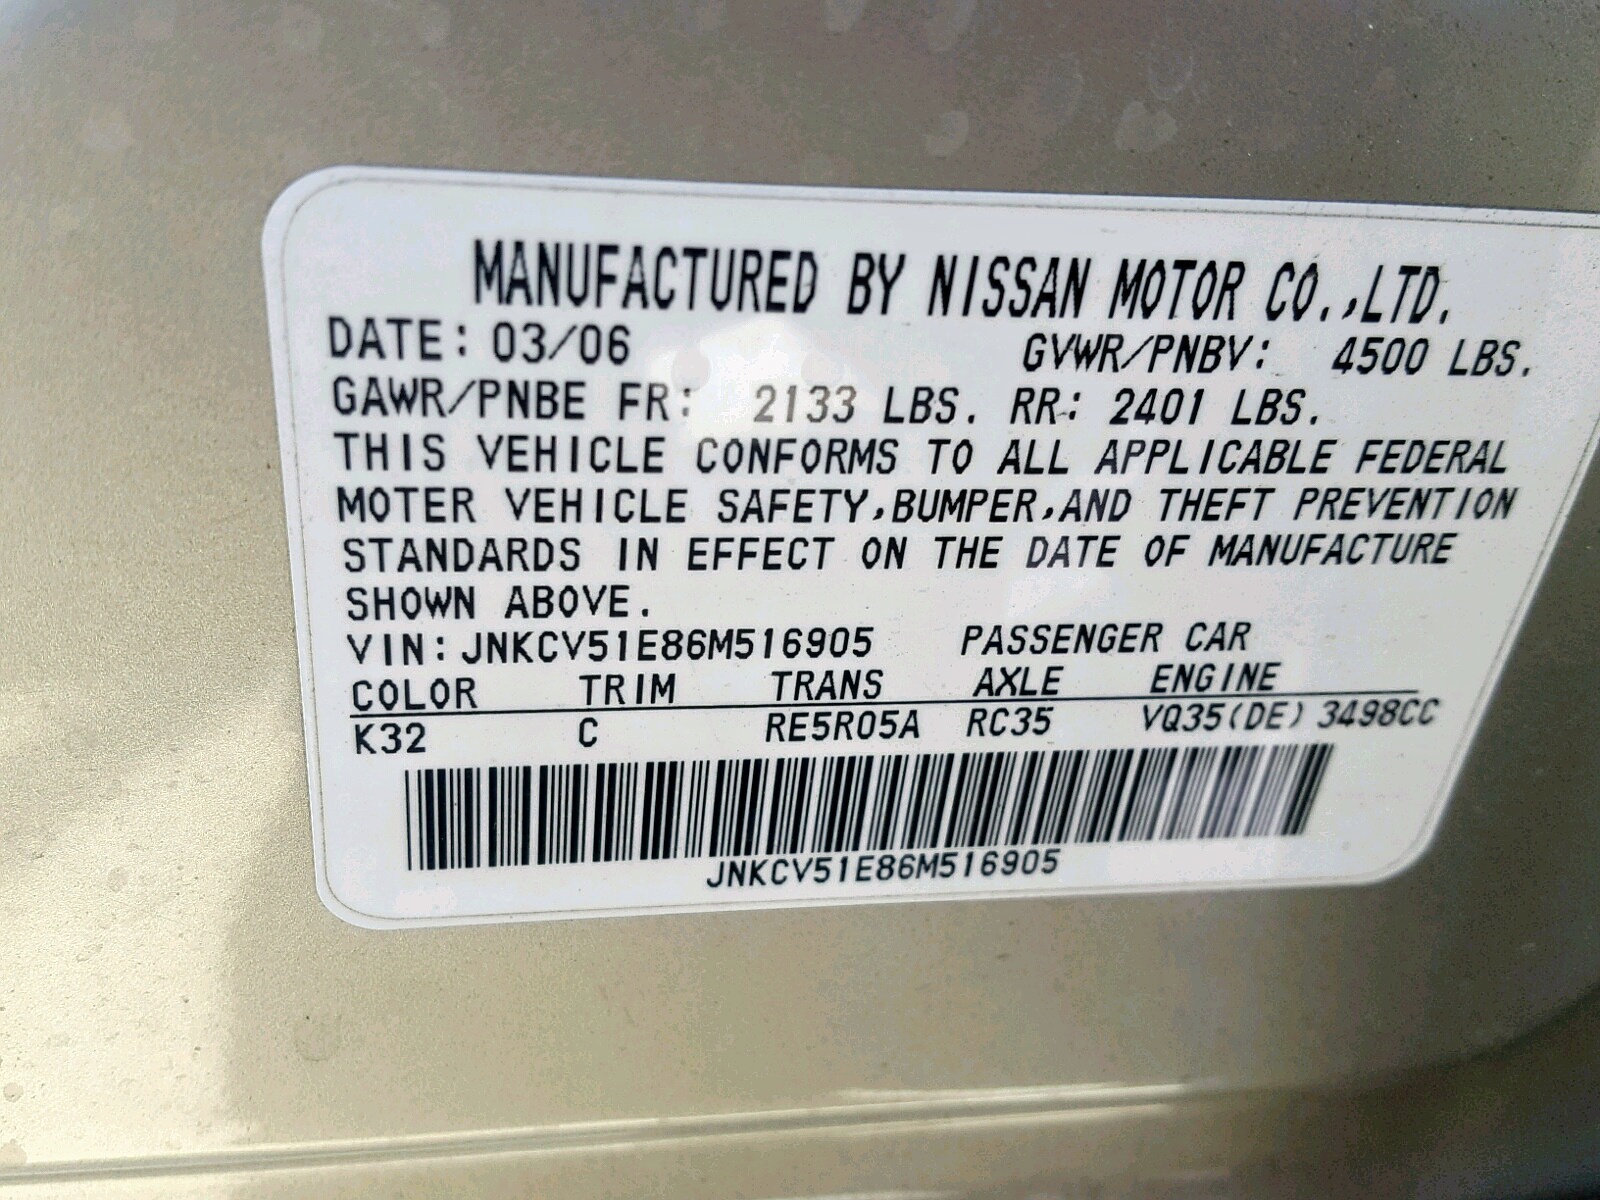 MANUFACTURED BY NISSAN MOTOR CO.,LTD.
DATE: 03/06 GVWR/PNBV: 4500 LBS.
GAWR/PNBE FR: 2133 LBS. RR: 2401 LBS.
THIS VEHICLE CONFORMS TO ALL APPLICABLE FEDERAL
MOTER VEHICLE SAFETY,BUMPER,AND THEFT PREVENTION
STANDARDS IN EFFECT ON THE DATE OF MANUFACTURE
SHOWN ABOVE.
VIN:JNKCV51E86M516905 PASSENGER CAR
COLOR TRIM TRANS AXLE ENGINE
K32 C RE5R05A RC35 VQ35(DE) 3498CC
JNKCV51E86M516905